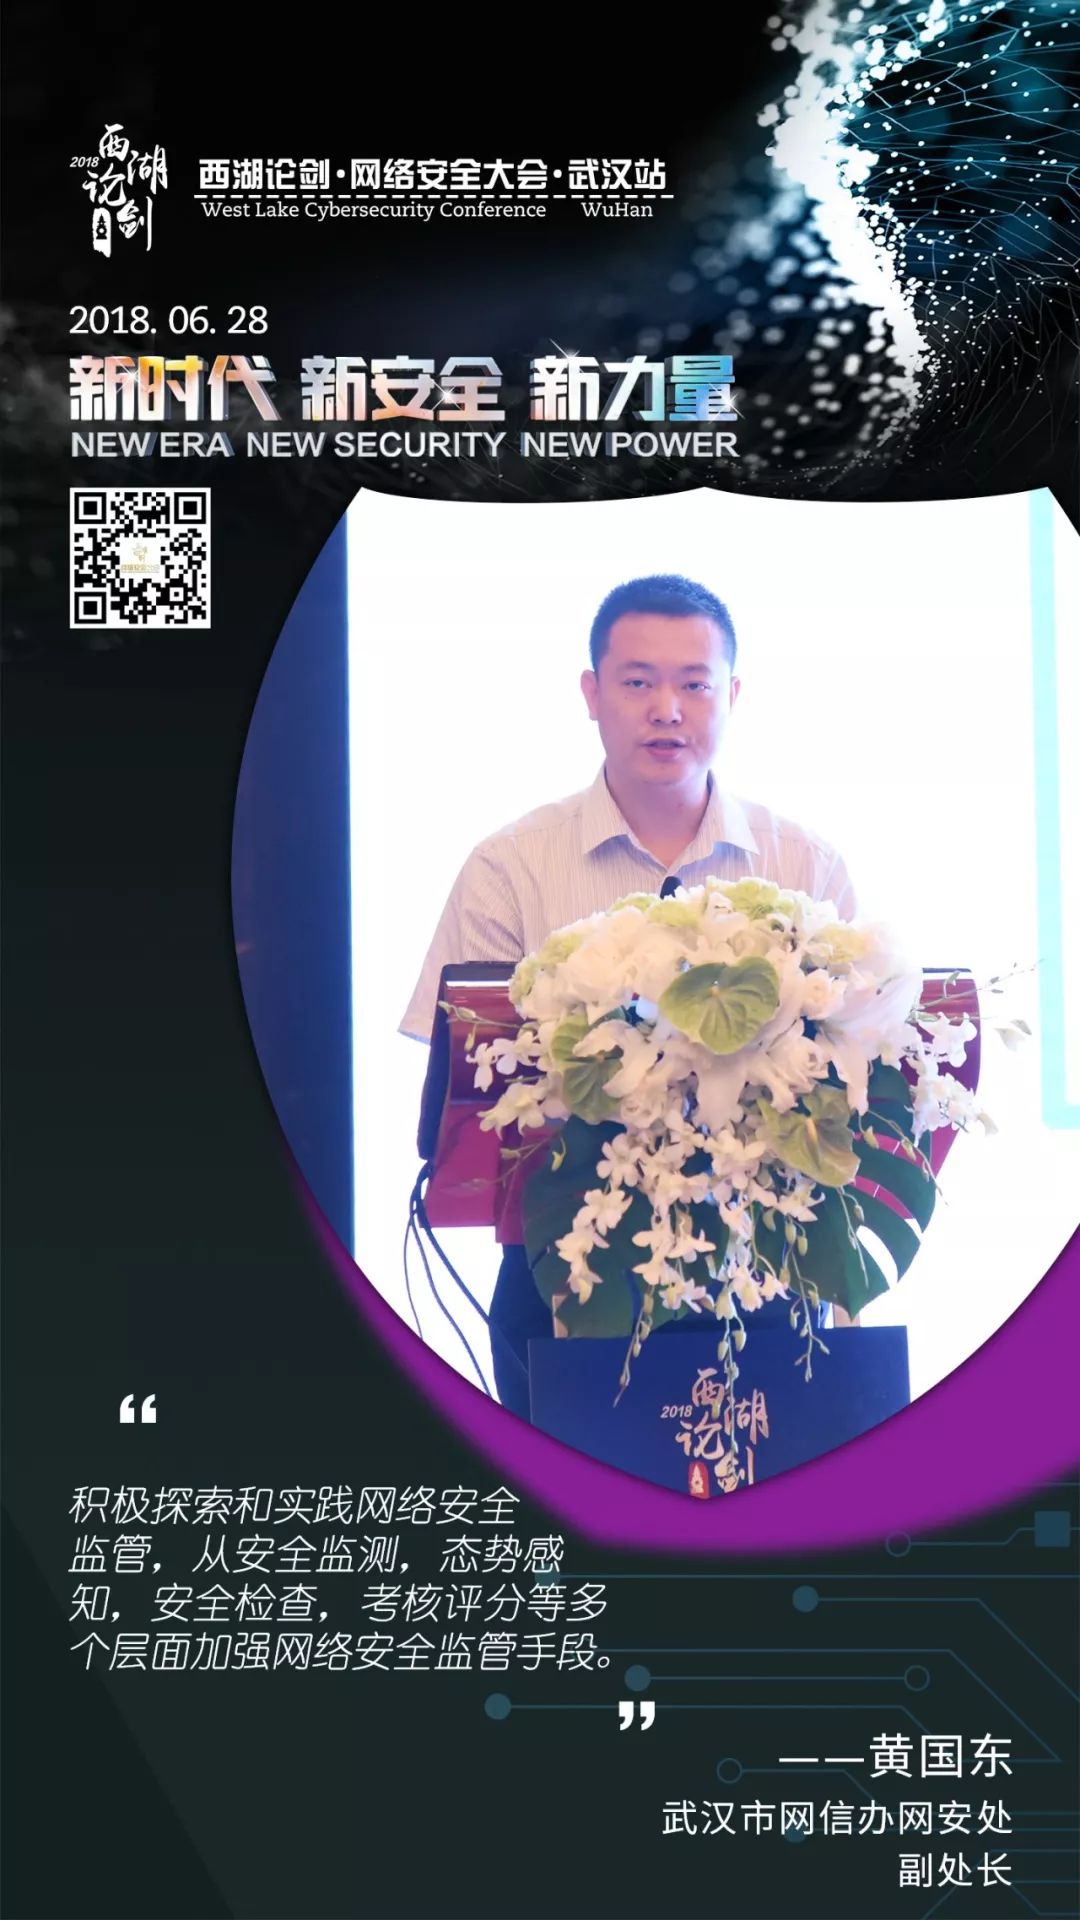 2018 西湖论剑
西湖论剑·网络安全大会·武汉站
West Lake Cybersecurity Conference WuHan
2018. 06. 28
新时代 新安全 新力量
NEW ERA NEW SECURITY NEW POWER
2018 西湖论剑
“
积极探索和实践网络安全
监管，从安全监测，态势感
知，安全检查，考核评分等多
个层面加强网络安全监管手段。
”
——黄国东
武汉市网信办网安处
副处长